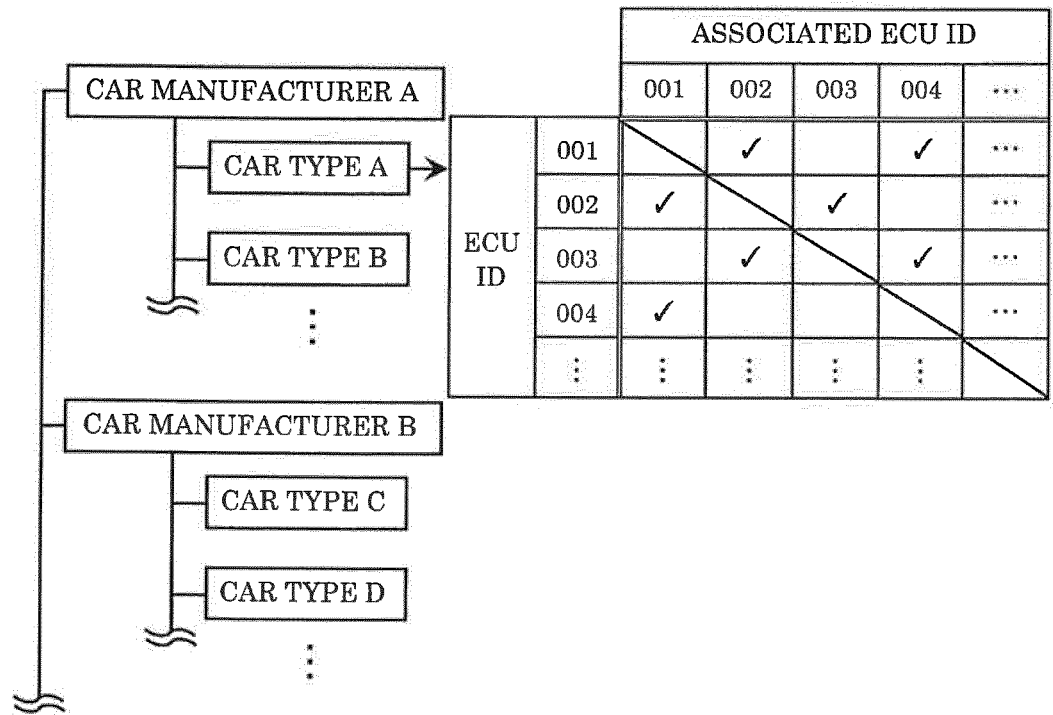 ASSOCIATED ECU ID
001 002 003 004 ...
CAR MANUFACTURER A
CAR TYPE A
CAR TYPE B
⋮
ECU
ID
001 ✓ ✓ ...
002 ✓ ✓ ...
003 ✓ ✓ ...
004 ✓ ...
⋮ ⋮ ⋮ ⋮ ⋮
CAR MANUFACTURER B
CAR TYPE C
CAR TYPE D
⋮